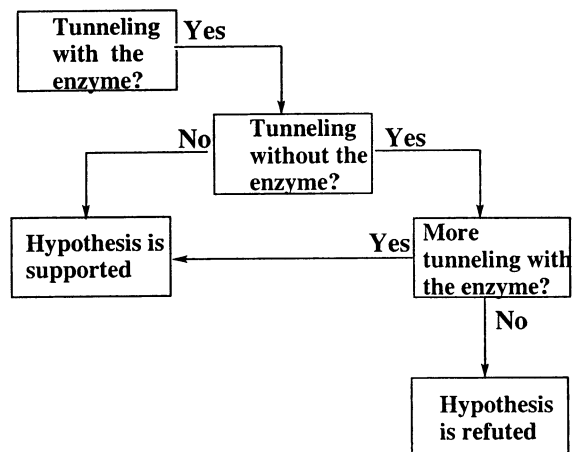 Tunneling
with the
enzyme?
Yes
Tunneling
without the
enzyme?
No
Yes
Hypothesis is
supported
Yes
More
tunneling with
the enzyme?
No
Hypothesis
is refuted